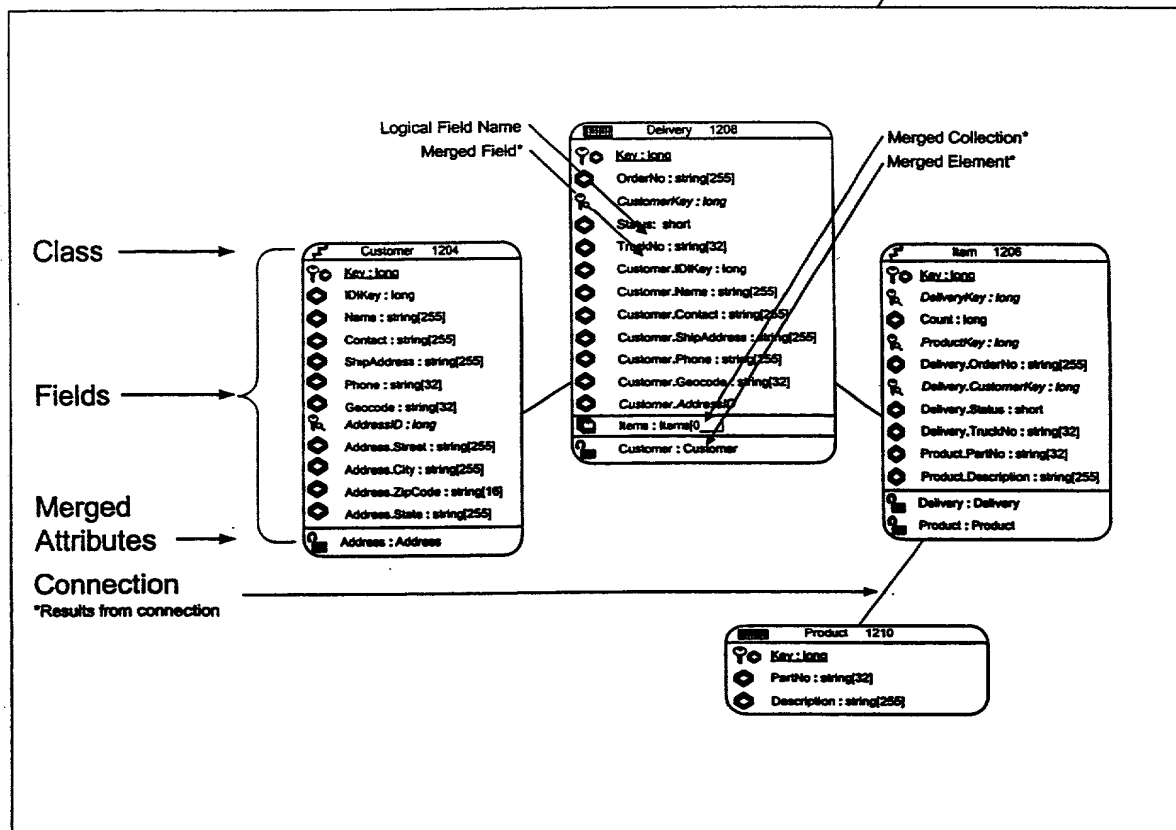 Logical Field Name
Merged Field*
Merged Collection*
Merged Element*
Class
Fields
Merged
Attributes
Connection
*Results from connection
Customer 1204
Key : long
IDIKey : long
Name : string[255]
Contact : string[255]
ShipAddress : string[255]
Phone : string[32]
Geocode : string[32]
AddressID : long
Address.Street : string[255]
Address.City : string[255]
Address.ZipCode : string[16]
Address.State : string[255]
Address : Address
Delivery 1208
Key : long
OrderNo : string[255]
CustomerKey : long
Status: short
TruckNo : string[32]
Customer.IDIKey : long
Customer.Name : string[255]
Customer.Contact : string[255]
Customer.ShipAddress : string[255]
Customer.Phone : string[255]
Customer.Geocode : string[32]
Customer.AddressID
Items : Items[0___]
Customer : Customer
Item 1206
Key : long
DeliveryKey : long
Count : long
ProductKey : long
Delivery.OrderNo : string[255]
Delivery.CustomerKey : long
Delivery.Status : short
Delivery.TruckNo : string[32]
Product.PartNo : string[32]
Product.Description : string[255]
Delivery : Delivery
Product : Product
Product 1210
Key : long
PartNo : string[32]
Description : string[255]